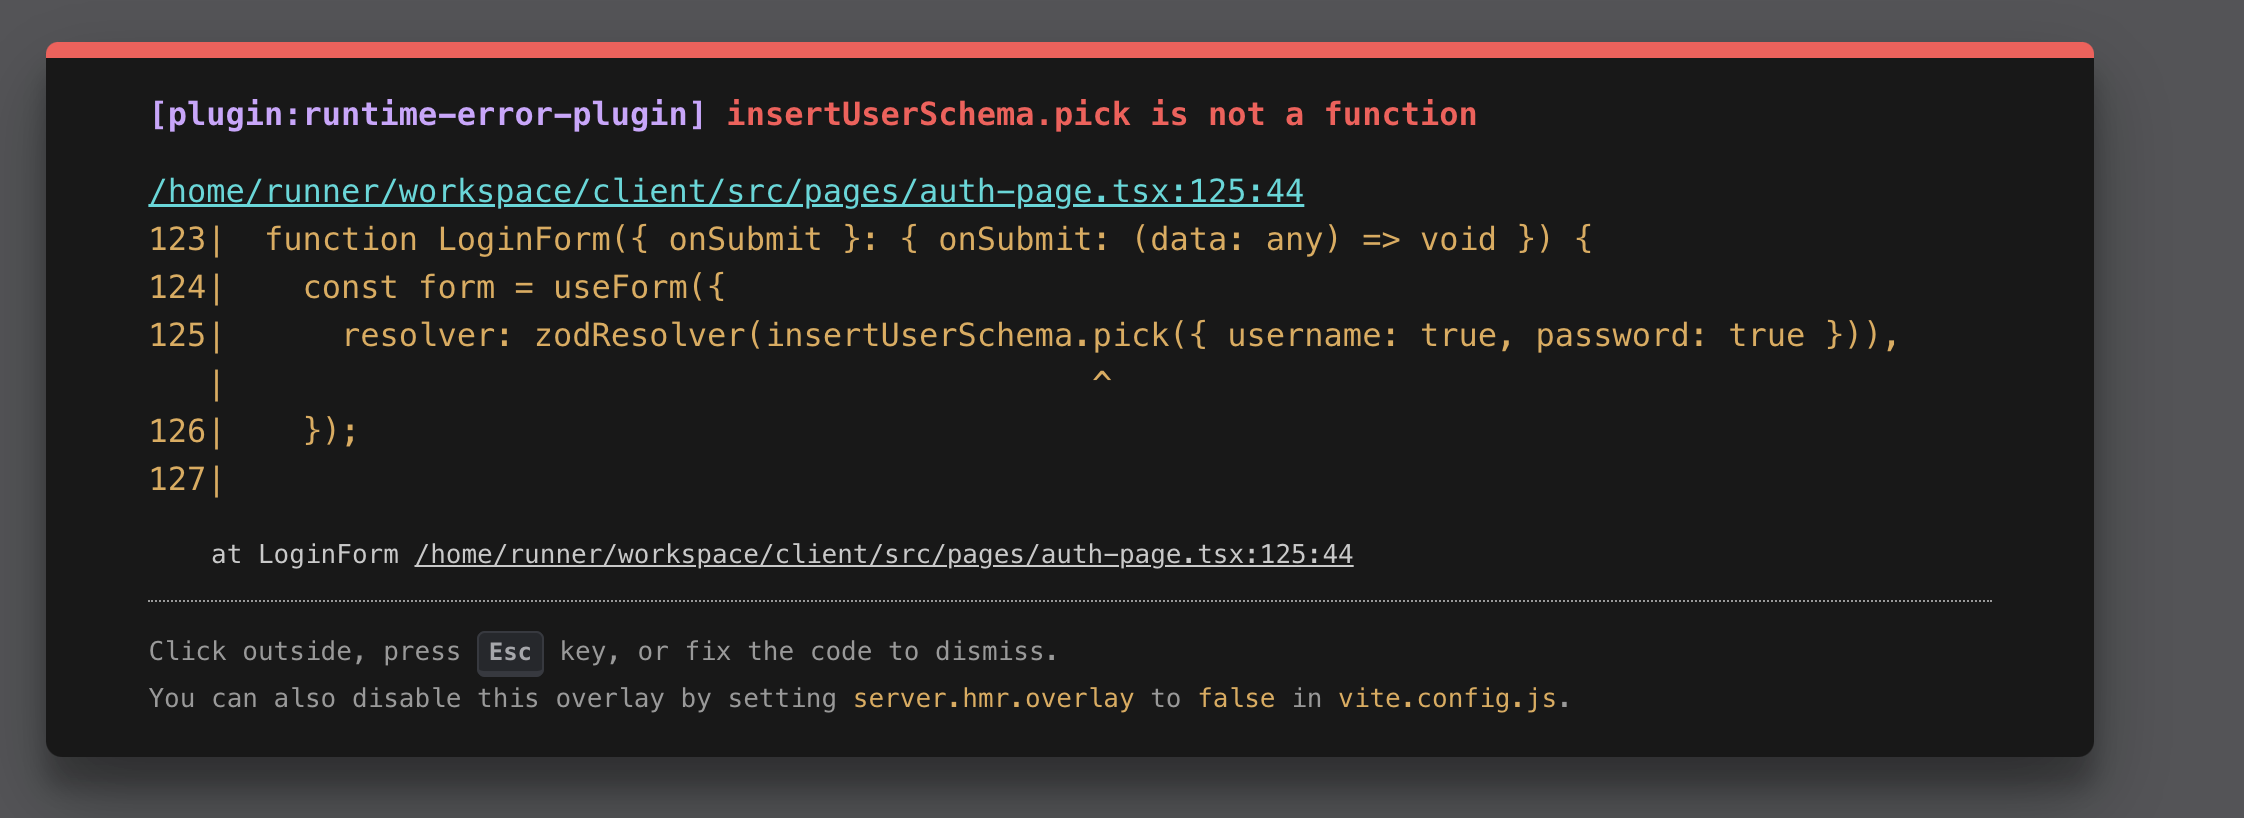 [plugin:runtime-error-plugin] insertUserSchema.pick is not a function
/home/runner/workspace/client/src/pages/auth-page.tsx:125:44
123|  function LoginForm({ onSubmit }: { onSubmit: (data: any) => void }) {
124|    const form = useForm({
125|      resolver: zodResolver(insertUserSchema.pick({ username: true, password: true })),
   |                                             ^
126|    });
127|
    at LoginForm /home/runner/workspace/client/src/pages/auth-page.tsx:125:44
Click outside, press Esc key, or fix the code to dismiss.
You can also disable this overlay by setting server.hmr.overlay to false in vite.config.js.